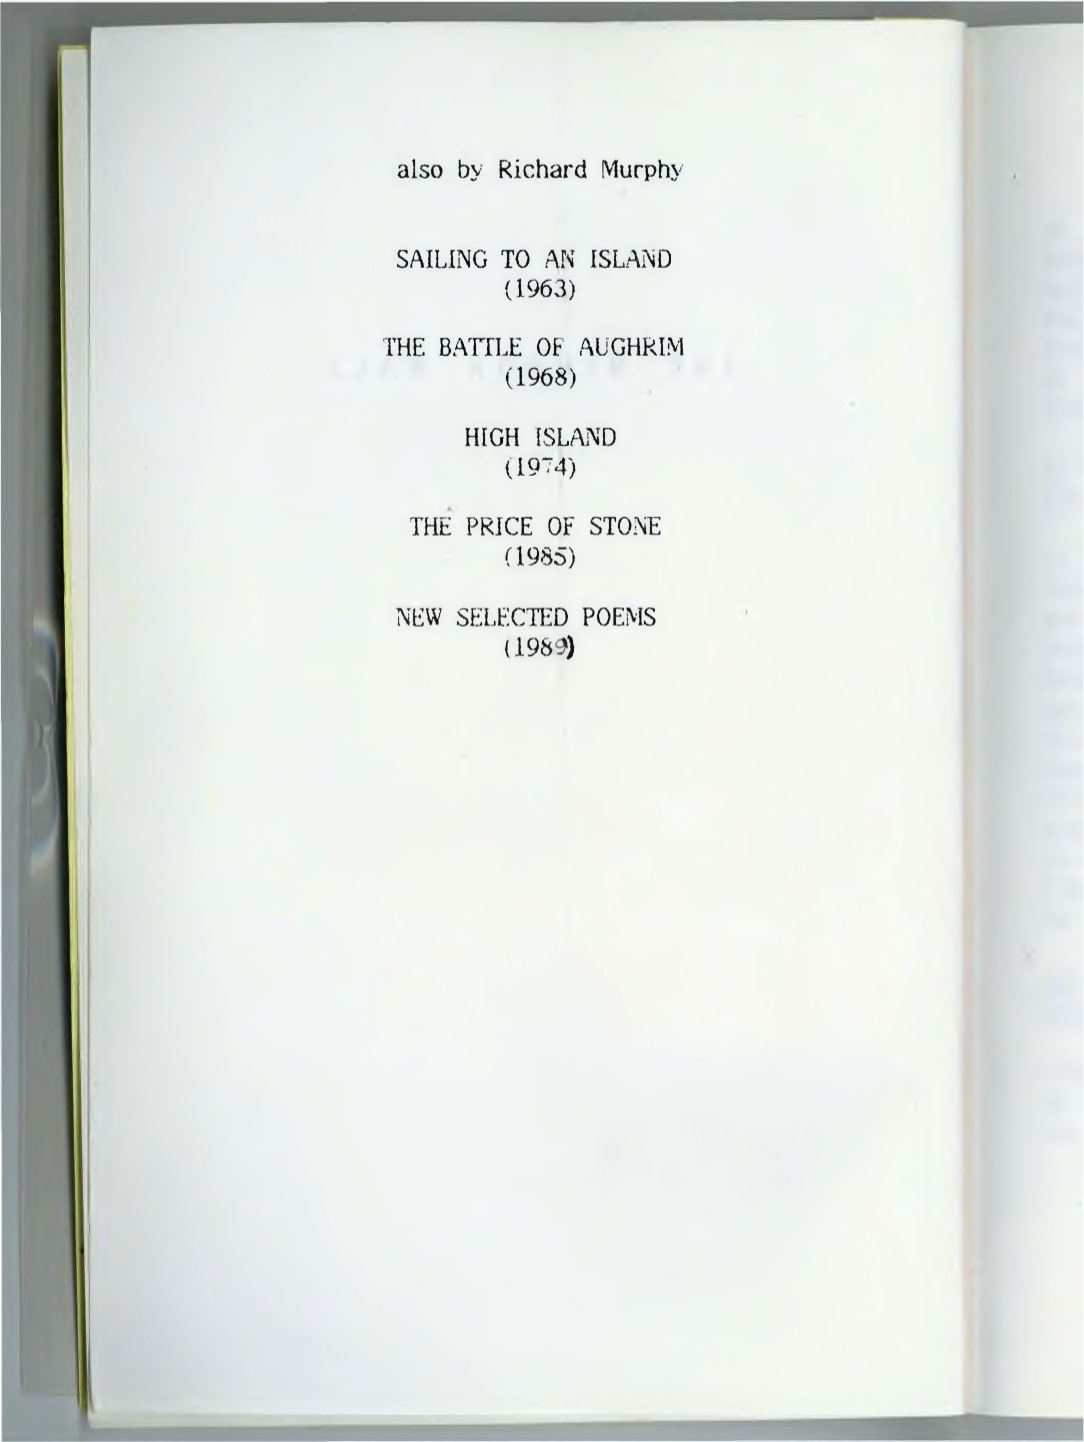 also by Richard Murphy
SAILING TO AN ISLAND
(1963)
THE BATTLE OF AUGHRIM
(1968)
HIGH ISLAND
(1974)
THE PRICE OF STONE
(1985)
NEW SELECTED POEMS
(1989)